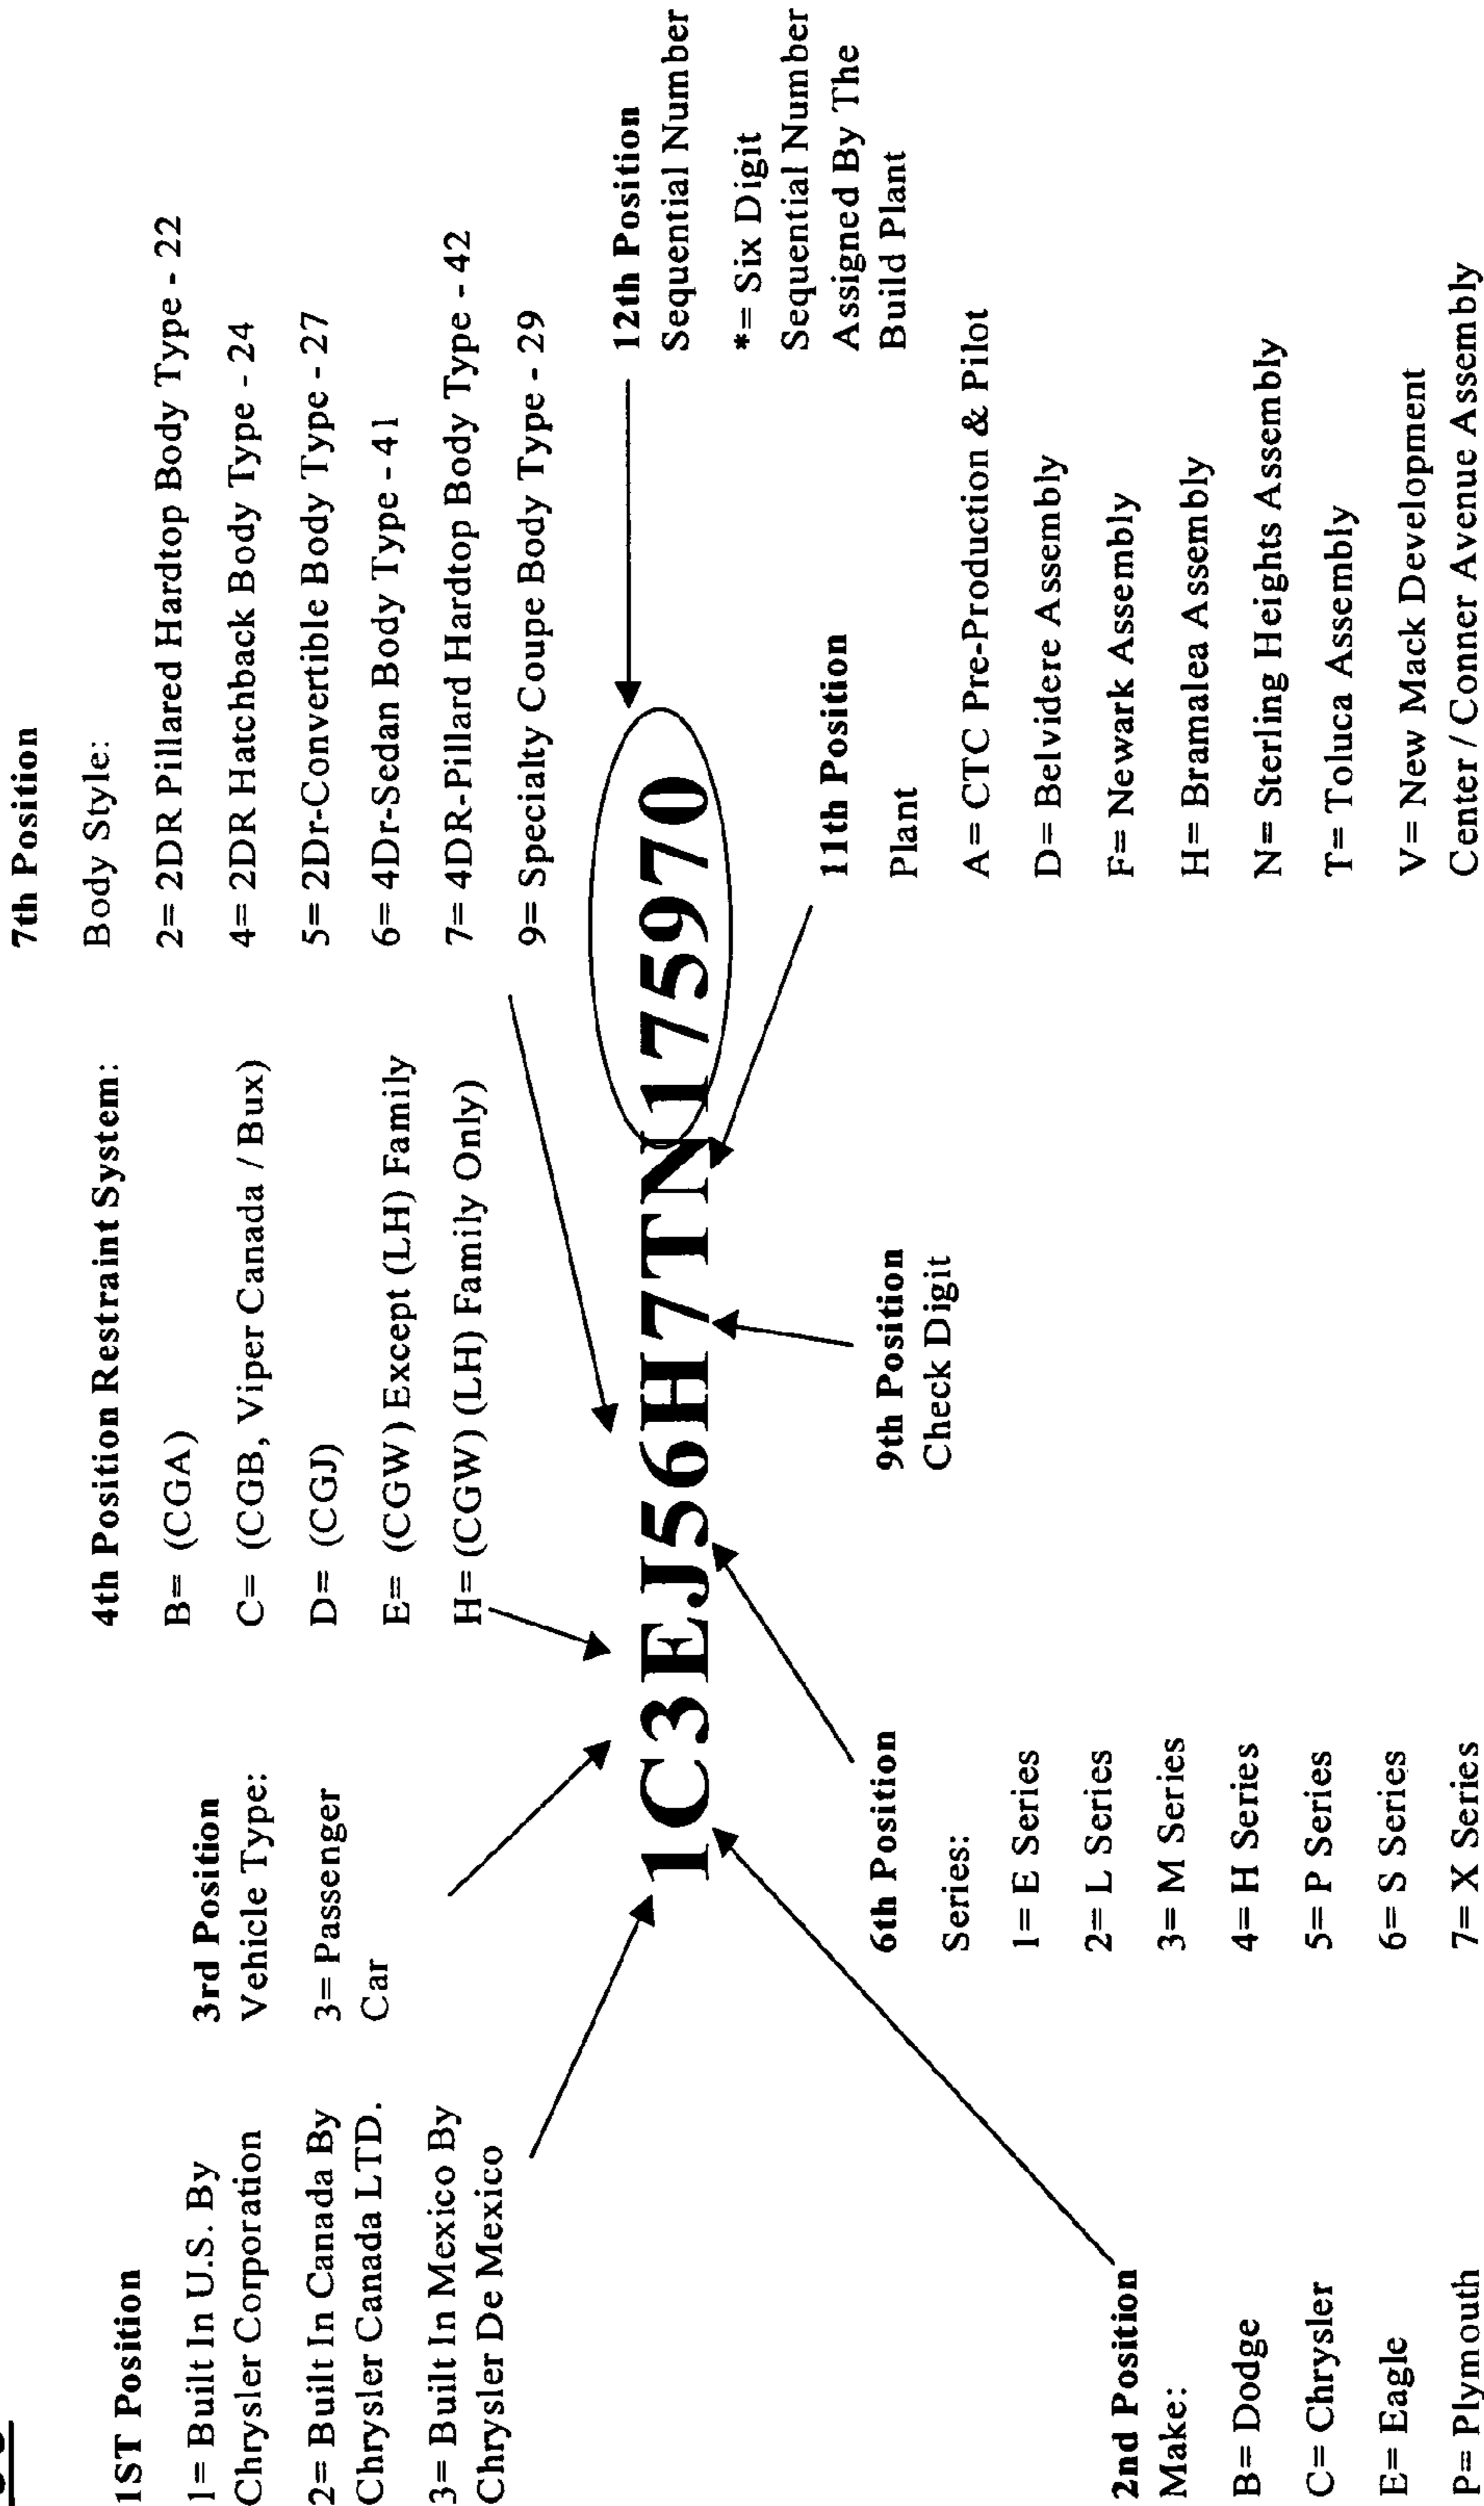 1ST Position
1= Built In U.S. By
Chrysler Corporation
2= Built In Canada By
Chrysler Canada LTD.
3= Built In Mexico By
Chrysler De Mexico
3rd Position
Vehicle Type:
3= Passenger
Car
4th Position Restraint System:
B= (CGA)
C= (CGB, Viper Canada / Bux)
D= (CGJ)
E= (CGW) Except (LH) Family
H= (CGW) (LH) Family Only)
7th Position
Body Style:
2= 2DR Pillared Hardtop Body Type - 22
4= 2DR Hatchback Body Type - 24
5= 2Dr-Convertible Body Type - 27
6= 4Dr-Sedan Body Type - 41
7= 4DR-Pillard Hardtop Body Type - 42
9= Specialty Coupe Body Type - 29
1C3EJ56H7TN175970
12th Position
Sequential Number
*= Six Digit
Sequential Number
Assigned By The
Build Plant
2nd Position
Make:
B= Dodge
C= Chrysler
E= Eagle
P= Plymouth
6th Position
Series:
1= E Series
2= L Series
3= M Series
4= H Series
5= P Series
6= S Series
7= X Series
9th Position
Check Digit
11th Position
Plant
A= CTC Pre-Production & Pilot
D= Belvidere Assembly
F= Newark Assembly
H= Bramalea Assembly
N= Sterling Heights Assembly
T= Toluca Assembly
V= New Mack Development
Center / Conner Avenue Assembly